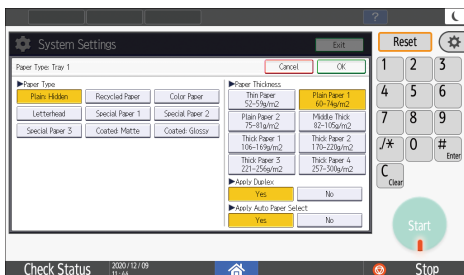 ?
System Settings
Exit
Reset
Paper Type: Tray 1
Cancel
OK
►Paper Type
Plain: Hidden
Recycled Paper
Color Paper
Letterhead
Special Paper 1
Special Paper 2
Special Paper 3
Coated: Matte
Coated: Glossy
►Paper Thickness
Thin Paper
52-59g/m2
Plain Paper 1
60-74g/m2
Plain Paper 2
75-81g/m2
Middle Thick
82-105g/m2
Thick Paper 1
106-169g/m2
Thick Paper 2
170-220g/m2
Thick Paper 3
221-256g/m2
Thick Paper 4
257-300g/m2
►Apply Duplex
Yes
No
►Apply Auto Paper Select
Yes
No
1 2 3
4 5 6
7 8 9
./* 0 #
Enter
C
Clear
Start
Check Status
2020/12/09
Stop